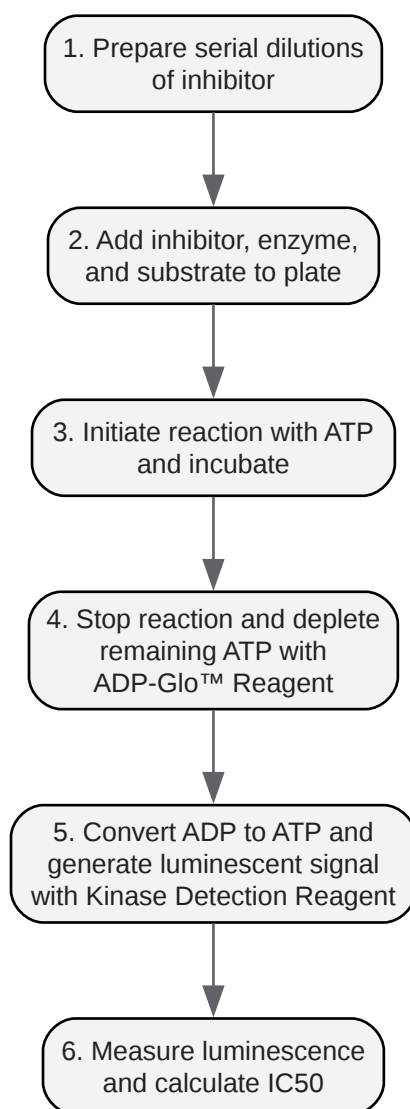 1. Prepare serial dilutions
of inhibitor
2. Add inhibitor, enzyme,
and substrate to plate
3. Initiate reaction with ATP
and incubate
4. Stop reaction and deplete
remaining ATP with
ADP-Glo™ Reagent
5. Convert ADP to ATP and
generate luminescent signal
with Kinase Detection Reagent
6. Measure luminescence
and calculate IC50